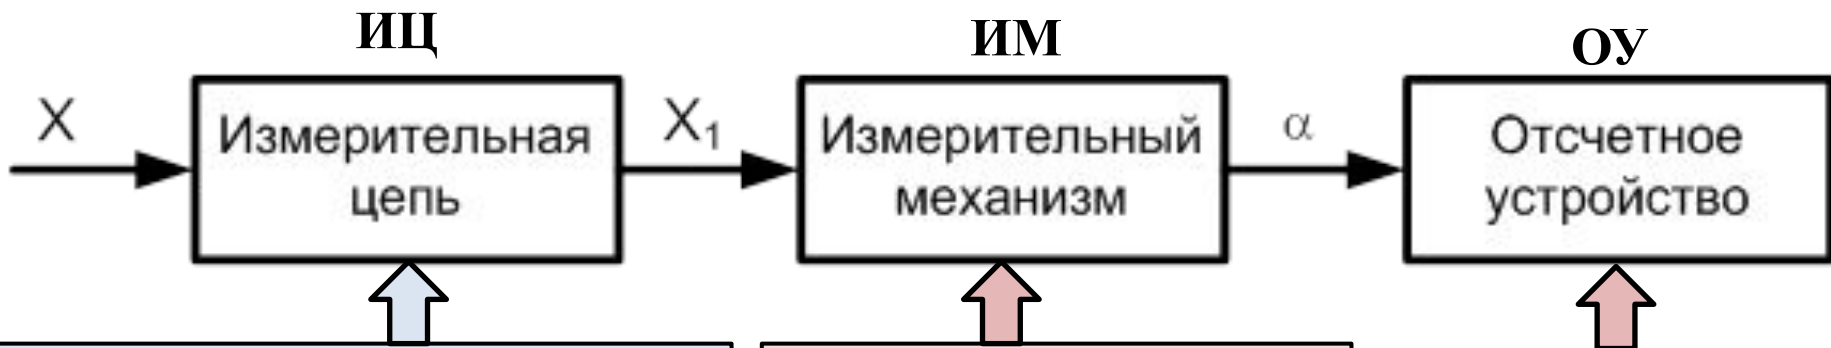 ИЦ
ИМ
ОУ
X
Измерительная
цепь
X₁
Измерительный
механизм
α
Отсчетное
устройство